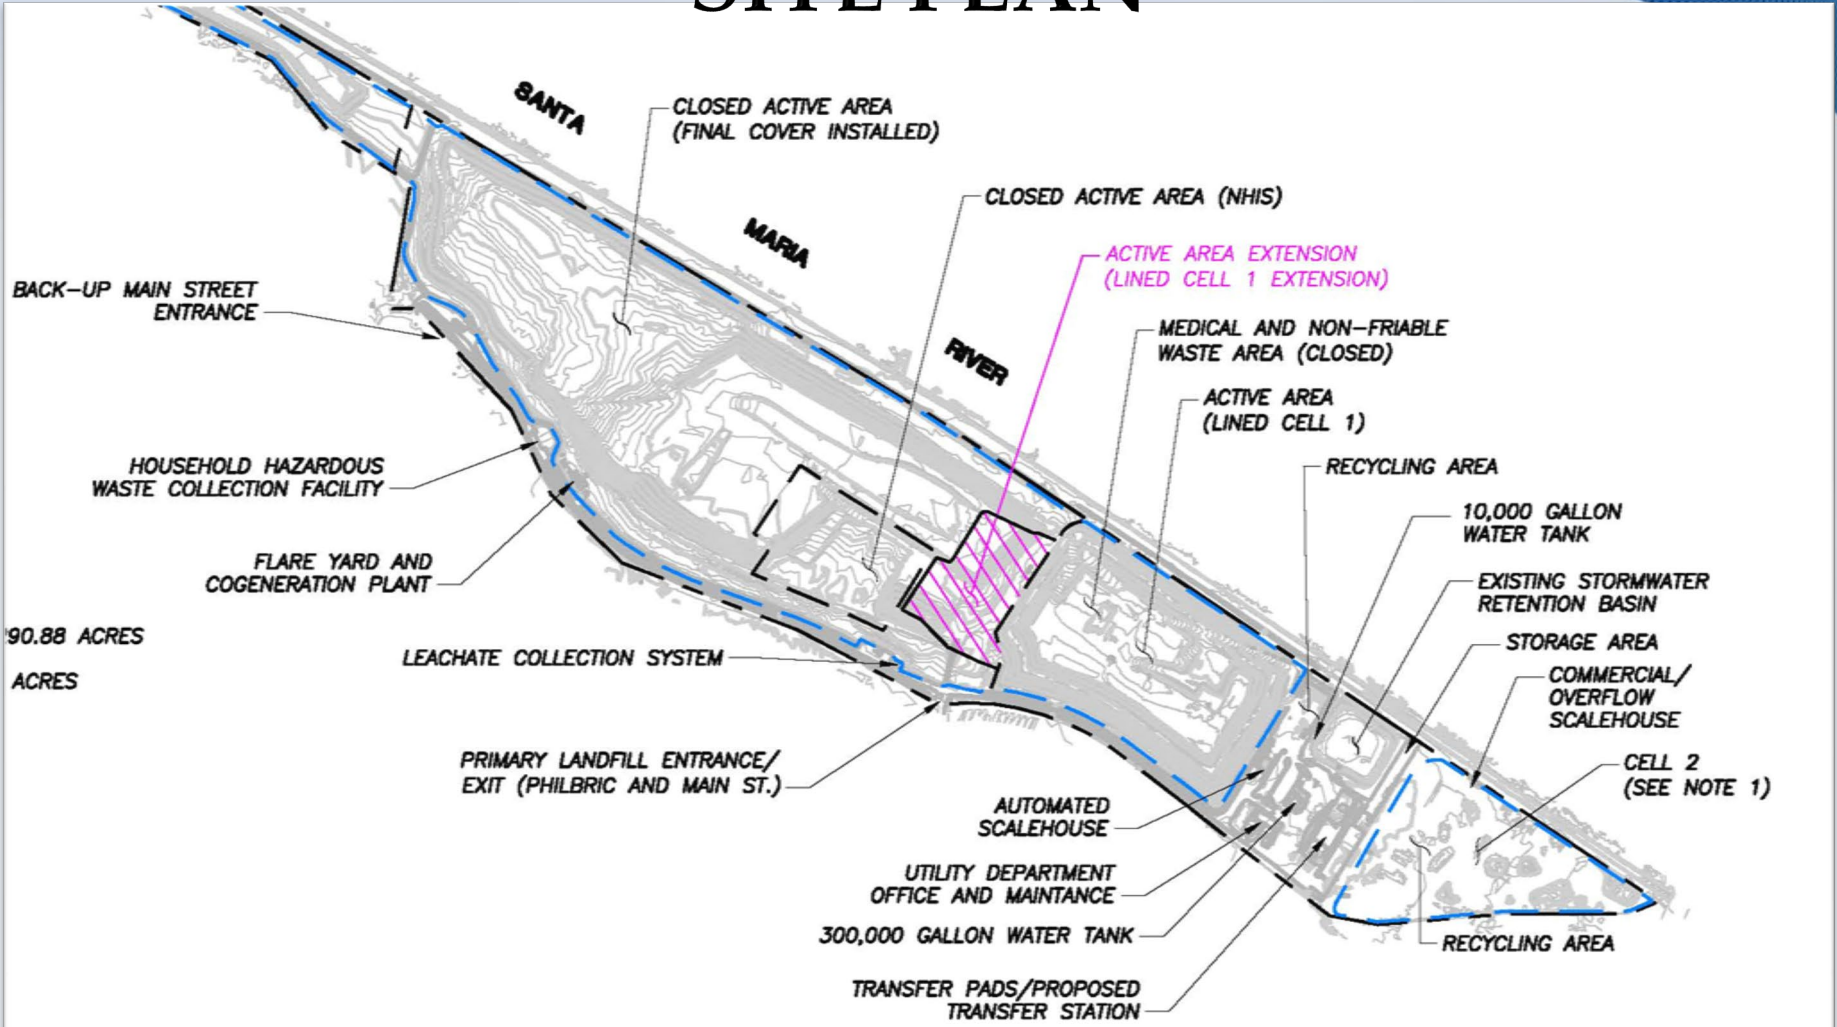 SITE PLAN
SANTA
MARIA
RIVER
CLOSED ACTIVE AREA
(FINAL COVER INSTALLED)
CLOSED ACTIVE AREA (NHIS)
ACTIVE AREA EXTENSION
(LINED CELL 1 EXTENSION)
MEDICAL AND NON-FRIABLE
WASTE AREA (CLOSED)
ACTIVE AREA
(LINED CELL 1)
RECYCLING AREA
10,000 GALLON
WATER TANK
EXISTING STORMWATER
RETENTION BASIN
STORAGE AREA
COMMERCIAL/
OVERFLOW
SCALEHOUSE
CELL 2
(SEE NOTE 1)
BACK-UP MAIN STREET
ENTRANCE
HOUSEHOLD HAZARDOUS
WASTE COLLECTION FACILITY
FLARE YARD AND
COGENERATION PLANT
90.88 ACRES
ACRES
LEACHATE COLLECTION SYSTEM
PRIMARY LANDFILL ENTRANCE/
EXIT (PHILBRIC AND MAIN ST.)
AUTOMATED
SCALEHOUSE
UTILITY DEPARTMENT
OFFICE AND MAINTANCE
300,000 GALLON WATER TANK
TRANSFER PADS/PROPOSED
TRANSFER STATION
RECYCLING AREA